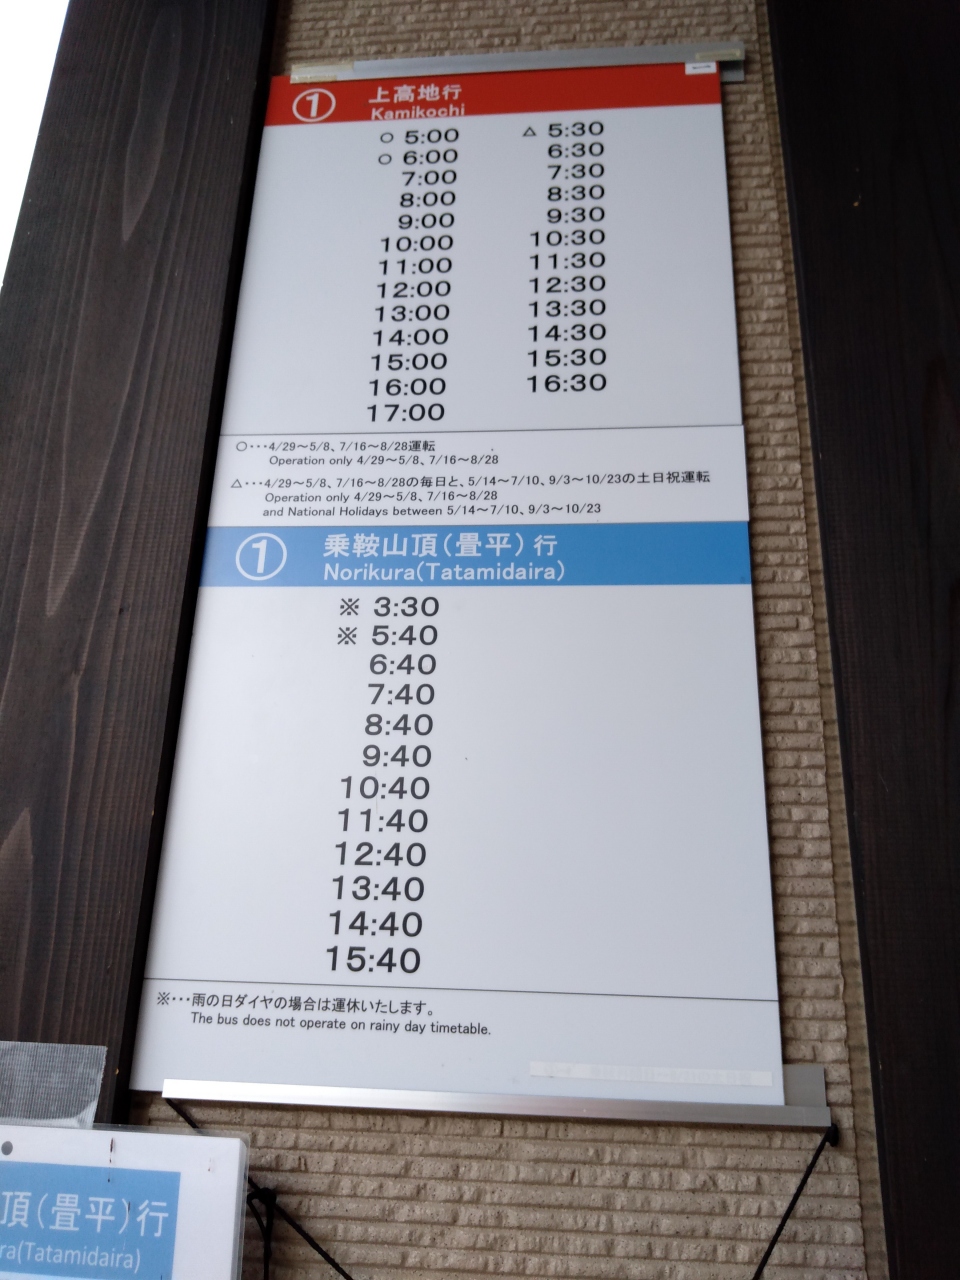 ① 上高地行
Kamikochi
○ 5:00 △ 5:30
○ 6:00 6:30
7:00 7:30
8:00 8:30
9:00 9:30
10:00 10:30
11:00 11:30
12:00 12:30
13:00 13:30
14:00 14:30
15:00 15:30
16:00 16:30
17:00
○・・・4/29～5/8、7/16～8/28運転
Operation only 4/29～5/8、7/16～8/28
△・・・4/29～5/8、7/16～8/28の毎日と、5/14～7/10、9/3～10/23の土日祝運転
Operation only 4/29～5/8、7/16～8/28
and National Holidays between 5/14～7/10、9/3～10/23
① 乗鞍山頂(畳平)行
Norikura(Tatamidaira)
※ 3:30
※ 5:40
6:40
7:40
8:40
9:40
10:40
11:40
12:40
13:40
14:40
15:40
※・・・雨の日ダイヤの場合は運休いたします。
The bus does not operate on rainy day timetable.
頂(畳平)行
ra(Tatamidaira)